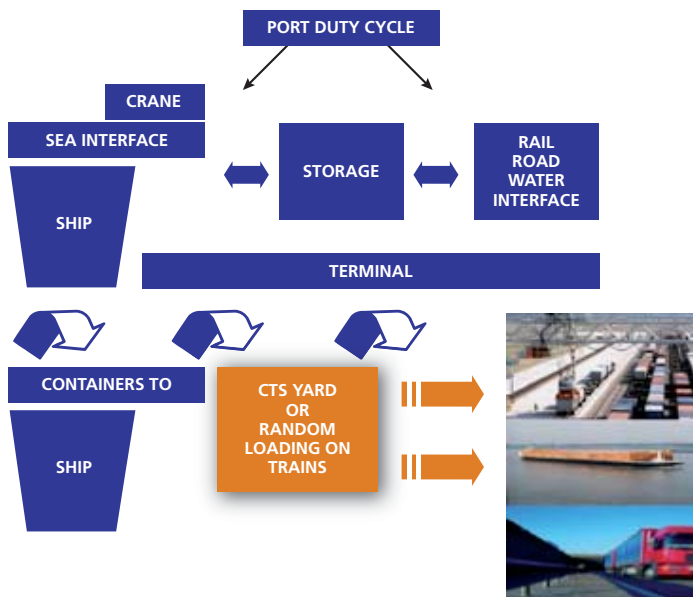 PORT DUTY CYCLE
CRANE
SEA INTERFACE
SHIP
STORAGE
RAIL
ROAD
WATER
INTERFACE
TERMINAL
CONTAINERS TO
SHIP
CTS YARD
OR
RANDOM
LOADING ON
TRAINS